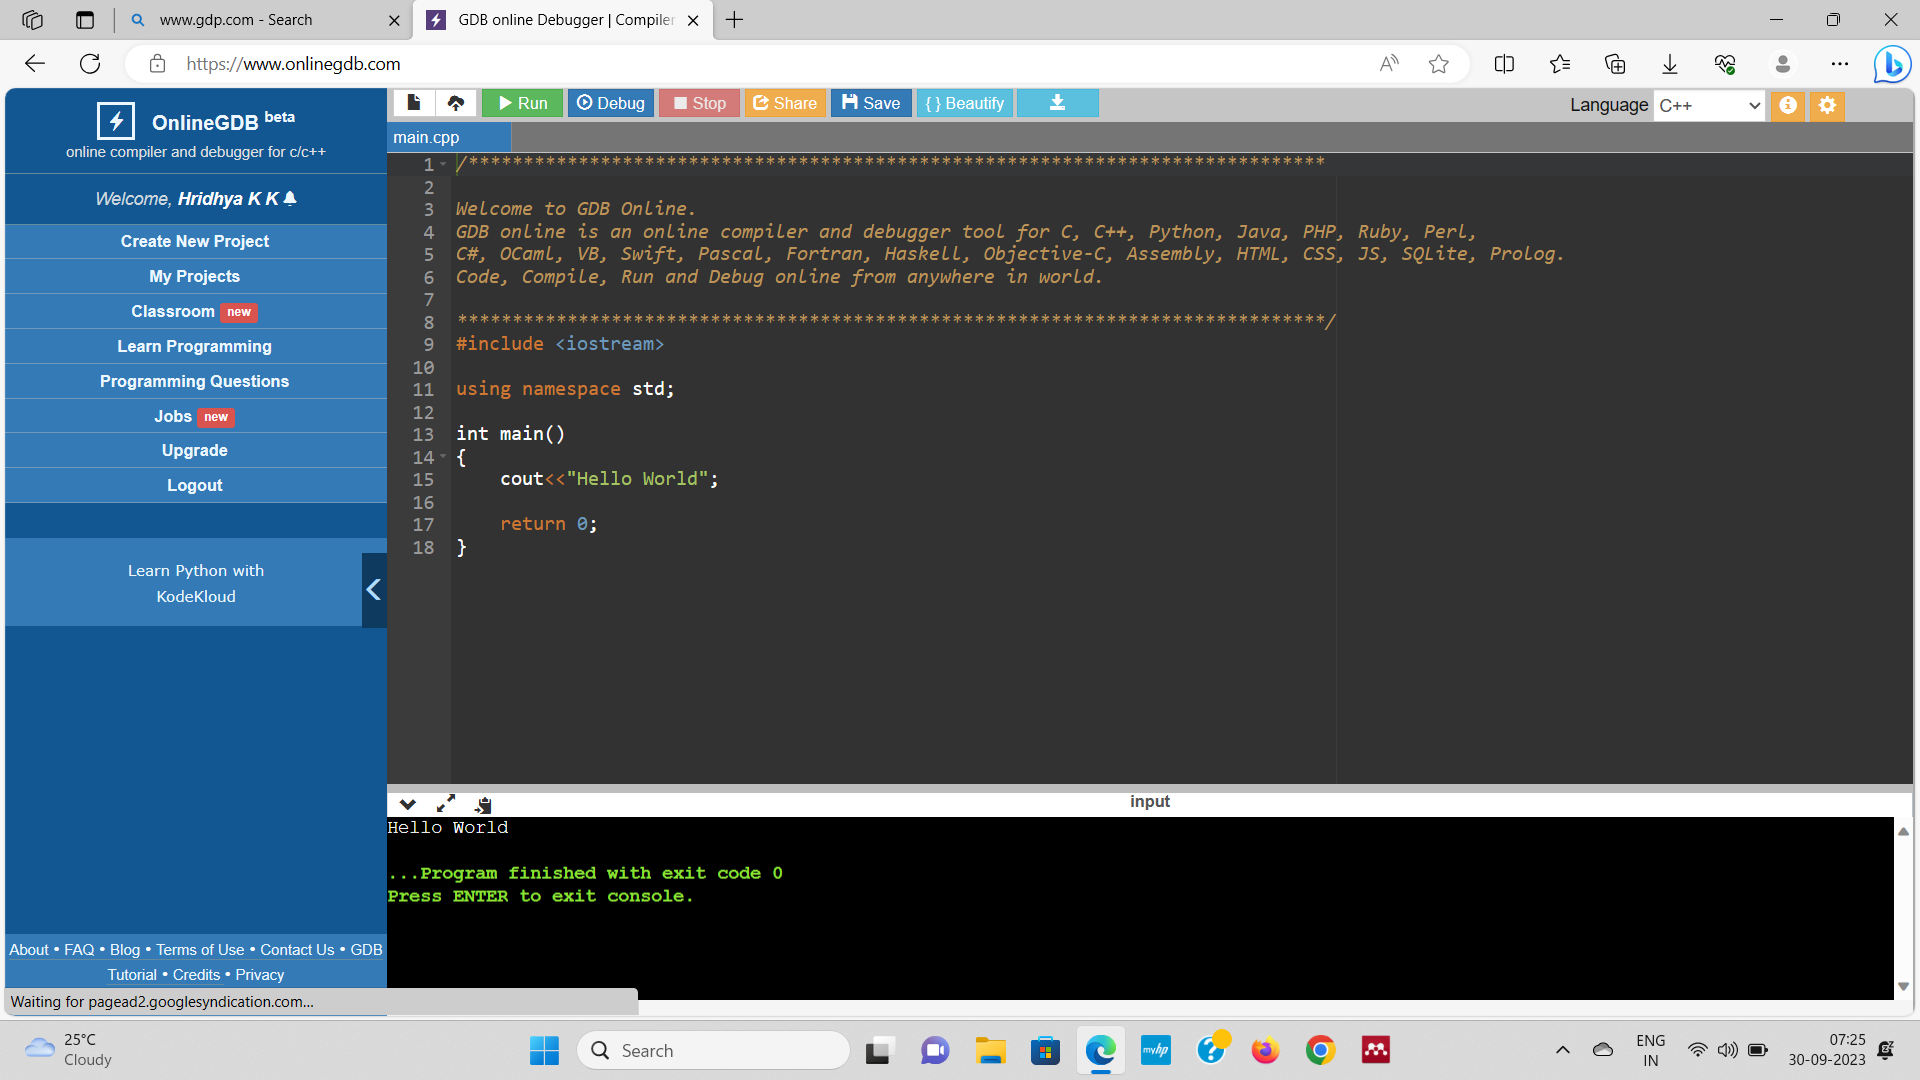 www.gdp.com - Search
GDB online Debugger | Compiler
https://www.onlinegdb.com
OnlineGDB beta
online compiler and debugger for c/c++
Welcome, Hridhya K K
Create New Project
My Projects
Classroom new
Learn Programming
Programming Questions
Jobs new
Upgrade
Logout
Learn Python with
KodeKloud
About • FAQ • Blog • Terms of Use • Contact Us • GDB
Tutorial • Credits • Privacy
Waiting for pagead2.googlesyndication.com...
Run Debug Stop Share Save { } Beautify
Language C++
main.cpp
1 /******************************************************************************
2
3 Welcome to GDB Online.
4 GDB online is an online compiler and debugger tool for C, C++, Python, Java, PHP, Ruby, Perl,
5 C#, OCaml, VB, Swift, Pascal, Fortran, Haskell, Objective-C, Assembly, HTML, CSS, JS, SQLite, Prolog.
6 Code, Compile, Run and Debug online from anywhere in world.
7
8 *******************************************************************************/
9 #include <iostream>
10
11 using namespace std;
12
13 int main()
14 {
15     cout<<"Hello World";
16
17     return 0;
18 }
input
Hello World
...Program finished with exit code 0
Press ENTER to exit console.
25°C
Cloudy
Search
myhp
ENG
IN
07:25
30-09-2023